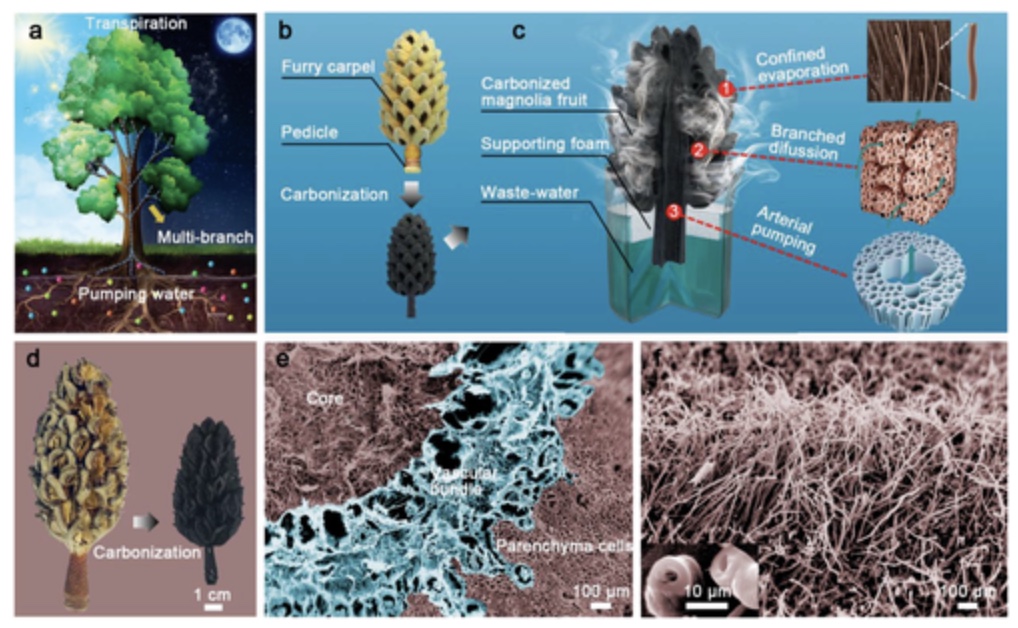 a
Transpiration
Multi-branch
Pumping water
b
Furry carpel
Pedicle
Carbonization
c
Carbonized
magnolia fruit
Supporting foam
Waste-water
1
2
3
Confined
evaporation
Branched
difussion
Arterial
pumping
d
Carbonization
1 cm
e
Core
Vascular
bundle
Parenchyma cells
100 µm
f
10 µm
100 µm